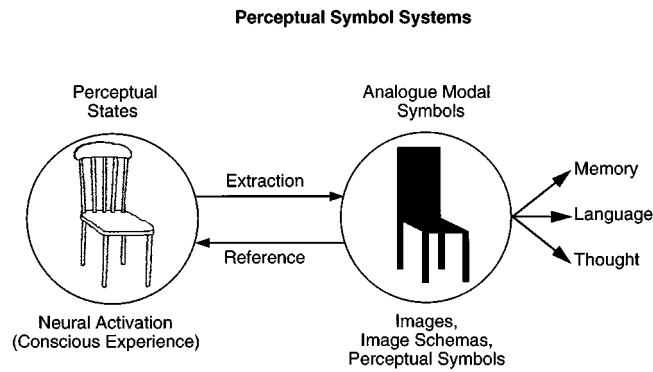 Perceptual Symbol Systems
Perceptual
States
Analogue Modal
Symbols
Extraction
Reference
Memory
Language
Thought
Neural Activation
(Conscious Experience)
Images,
Image Schemas,
Perceptual Symbols